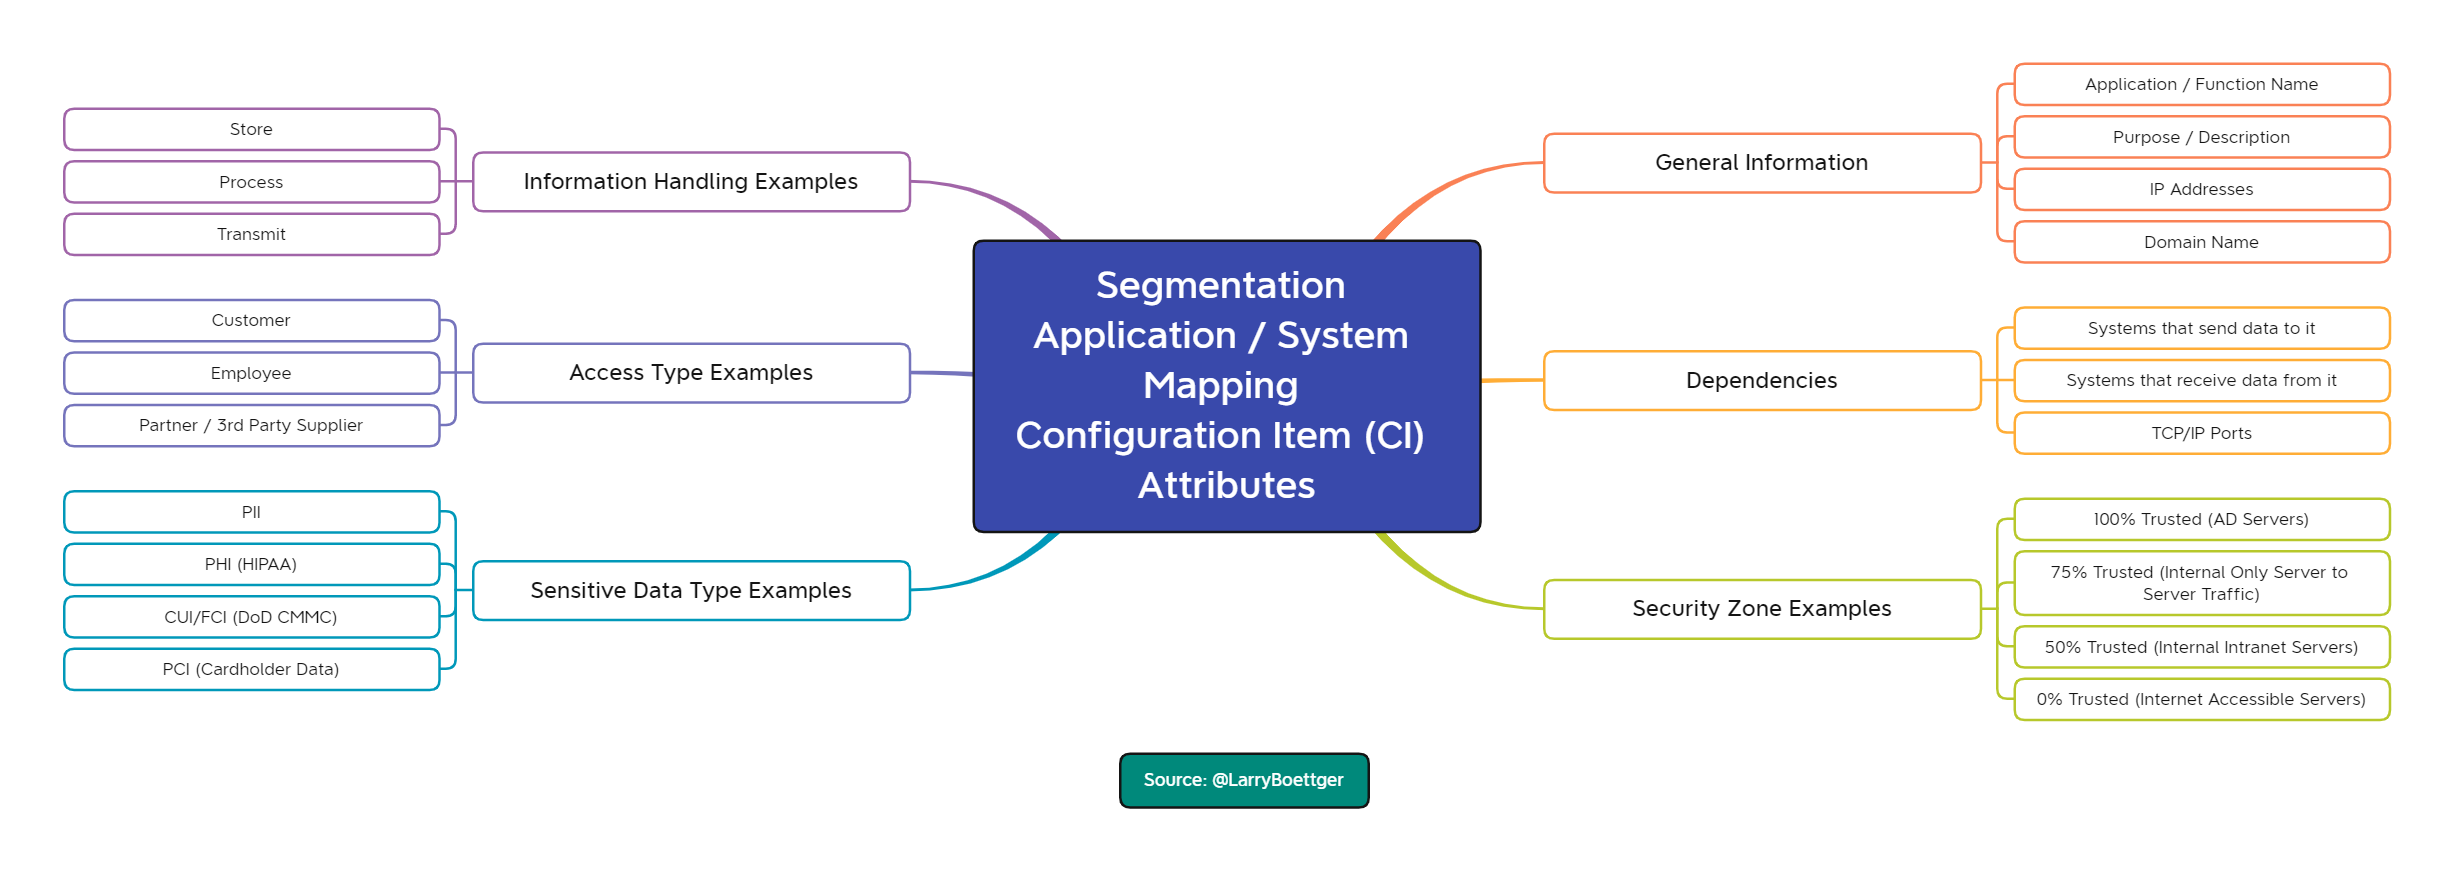 Segmentation
Application / System
Mapping
Configuration Item (CI)
Attributes
Information Handling Examples
Store
Process
Transmit
Access Type Examples
Customer
Employee
Partner / 3rd Party Supplier
Sensitive Data Type Examples
PII
PHI (HIPAA)
CUI/FCI (DoD CMMC)
PCI (Cardholder Data)
General Information
Application / Function Name
Purpose / Description
IP Addresses
Domain Name
Dependencies
Systems that send data to it
Systems that receive data from it
TCP/IP Ports
Security Zone Examples
100% Trusted (AD Servers)
75% Trusted (Internal Only Server to
Server Traffic)
50% Trusted (Internal Intranet Servers)
0% Trusted (Internet Accessible Servers)
Source: @LarryBoettger